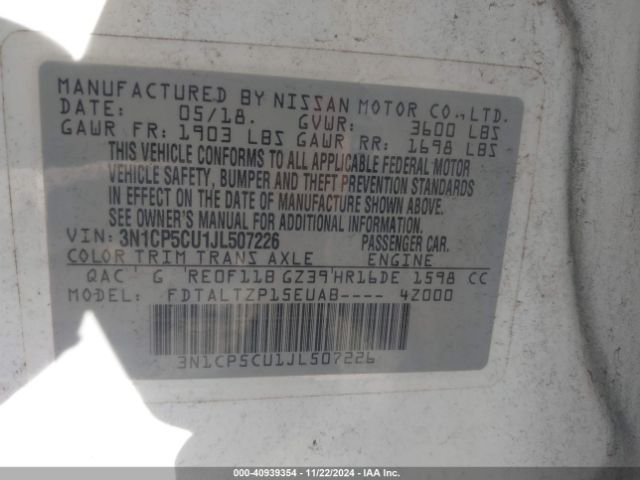 MANUFACTURED BY NISSAN MOTOR CO., LTD.
DATE: 05/18. GVWR: 3600 LBS
GAWR FR: 1903 LBS GAWR RR: 1698 LBS
THIS VEHICLE CONFORMS TO ALL APPLICABLE FEDERAL MOTOR
VEHICLE SAFETY, BUMPER AND THEFT PREVENTION STANDARDS
IN EFFECT ON THE DATE OF MANUFACTURE SHOWN ABOVE.
SEE OWNER'S MANUAL FOR ADDITIONAL INFORMATION.
VIN: 3N1CP5CU1JL507226 PASSENGER CAR.
COLOR TRIM TRANS AXLE ENGINE
QAC G RE0F11B GZ39 HR16DE 1598 CC
MODEL: FDTALTZP15EUAB---- 4Z000
3N1CP5CU1JL507226
000-40939354 - 11/22/2024 - IAA Inc.